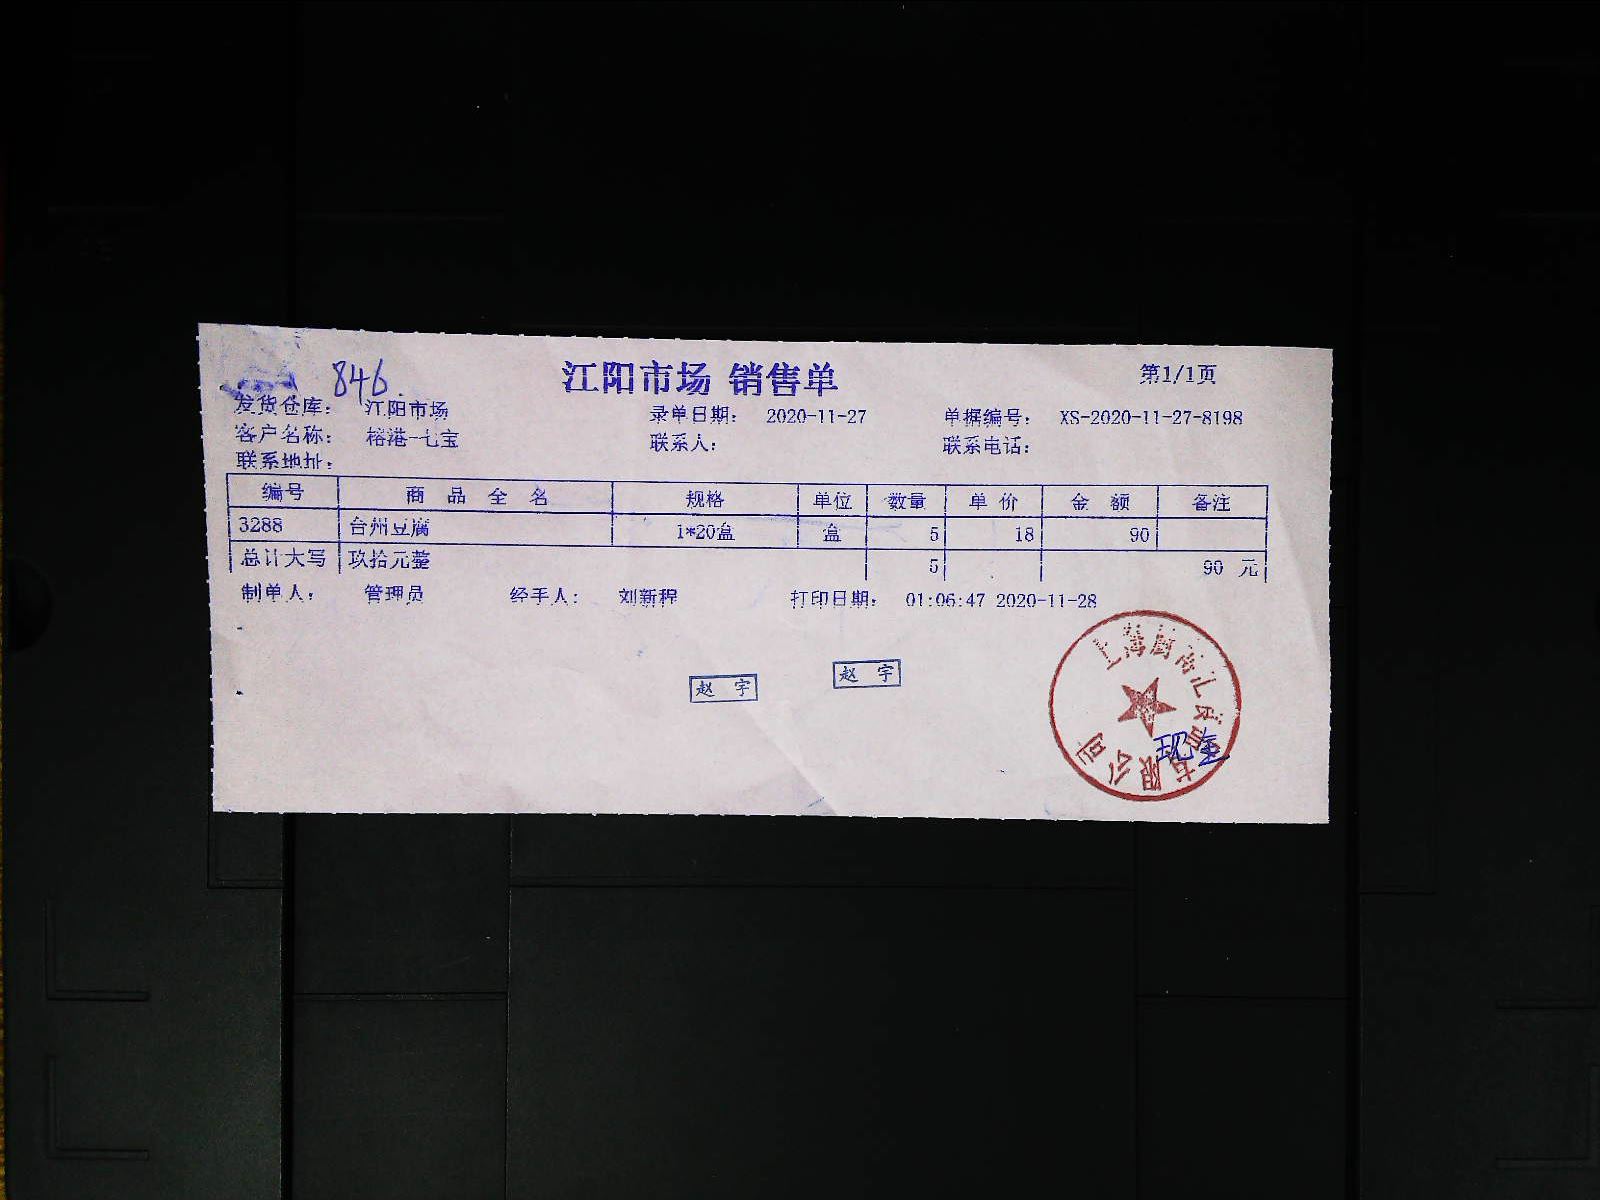 846.
江阳市场 销售单
第1/1页
发货仓库： 江阳市场 录单日期： 2020-11-27 单据编号： XS-2020-11-27-8198
客户名称： 榕港-七宝 联系人： 联系电话：
联系地址：
编号 商品全名 规格 单位 数量 单价 金额 备注
3288 台州豆腐 1*20盒 盒 5 18 90
总计大写 玖拾元整 5 90 元
制单人： 管理员 经手人： 刘新程 打印日期： 01:06:47 2020-11-28
赵 宇
赵 宇
有限公司